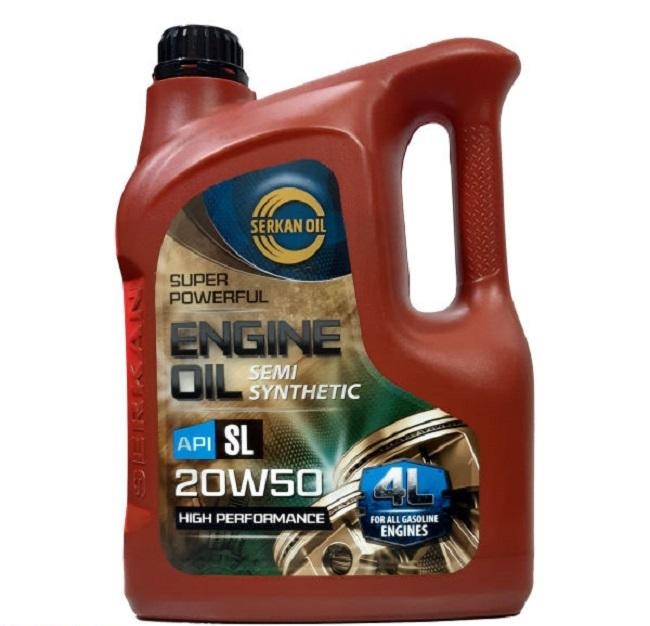 SERKAN OIL
SUPER
POWERFUL
ENGINE
OIL SEMI
SYNTHETIC
API SL
20W50
HIGH PERFORMANCE
4L
FOR ALL GASOLINE
ENGINES
SERKAN